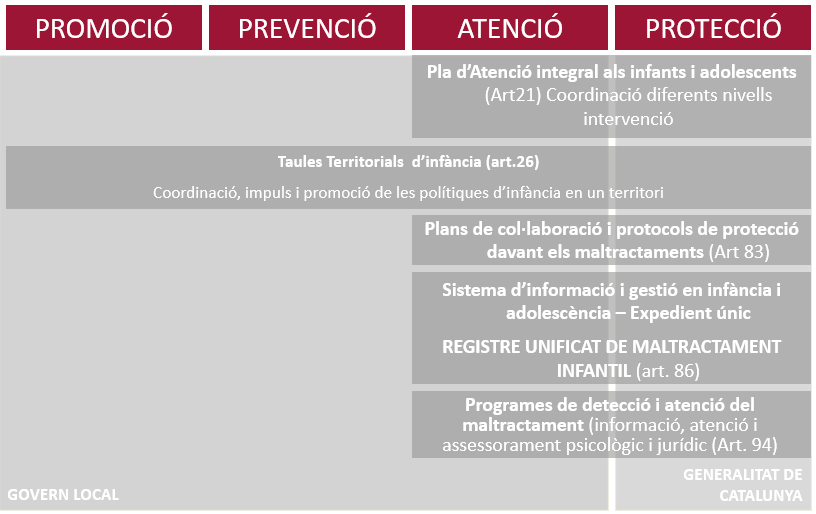 PROMOCIÓ
PREVENCIÓ
ATENCIÓ
PROTECCIÓ
Pla d’Atenció integral als infants i adolescents
(Art21) Coordinació diferents nivells
intervenció
Taules Territorials d’infància (art.26)
Coordinació, impuls i promoció de les polítiques d’infància en un territori
Plans de col·laboració i protocols de protecció
davant els maltractaments (Art 83)
Sistema d’informació i gestió en infància i
adolescència – Expedient únic
REGISTRE UNIFICAT DE MALTRACTAMENT
INFANTIL (art. 86)
Programes de detecció i atenció del
maltractament (informació, atenció i
assessorament psicològic i jurídic (Art. 94)
GOVERN LOCAL
GENERALITAT DE
CATALUNYA